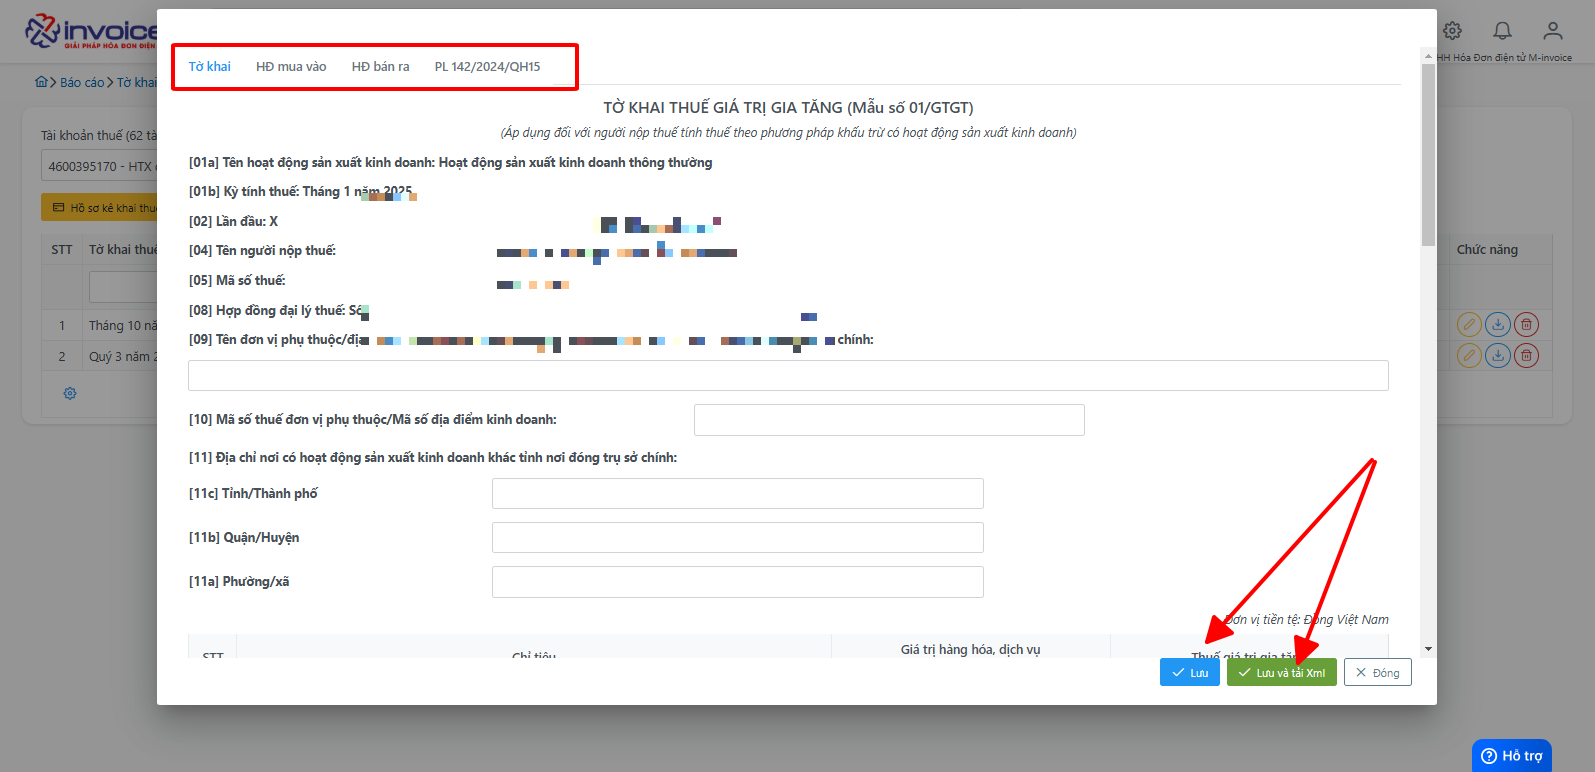 invoice
GIẢI PHÁP HÓA ĐƠN ĐIỆN
HH Hóa Đơn điện tử M-invoice
Báo cáo > Tờ khai
Tờ khai HĐ mua vào HĐ bán ra PL 142/2024/QH15
TỜ KHAI THUẾ GIÁ TRỊ GIA TĂNG (Mẫu số 01/GTGT)
(Áp dụng đối với người nộp thuế tính thuế theo phương pháp khấu trừ có hoạt động sản xuất kinh doanh)
Tài khoản thuế (62 tà
4600395170 - HTX
Hồ sơ kê khai thu
[01a] Tên hoạt động sản xuất kinh doanh: Hoạt động sản xuất kinh doanh thông thường
[01b] Kỳ tính thuế: Tháng 1 năm 2025
[02] Lần đầu: X
STT Tờ khai thuế Chức năng
[04] Tên người nộp thuế:
[05] Mã số thuế:
[08] Hợp đồng đại lý thuế: Số
1 Tháng 10 nă
[09] Tên đơn vị phụ thuộc/địa chính:
2 Quý 3 năm 2
[10] Mã số thuế đơn vị phụ thuộc/Mã số địa điểm kinh doanh:
[11] Địa chỉ nơi có hoạt động sản xuất kinh doanh khác tỉnh nơi đóng trụ sở chính:
[11c] Tỉnh/Thành phố
[11b] Quận/Huyện
[11a] Phường/xã
Đơn vị tiền tệ: Đồng Việt Nam
STT Chỉ tiêu Giá trị hàng hóa, dịch vụ Thuế giá trị gia tăng
Lưu Lưu và tải Xml Đóng
Hỗ trợ